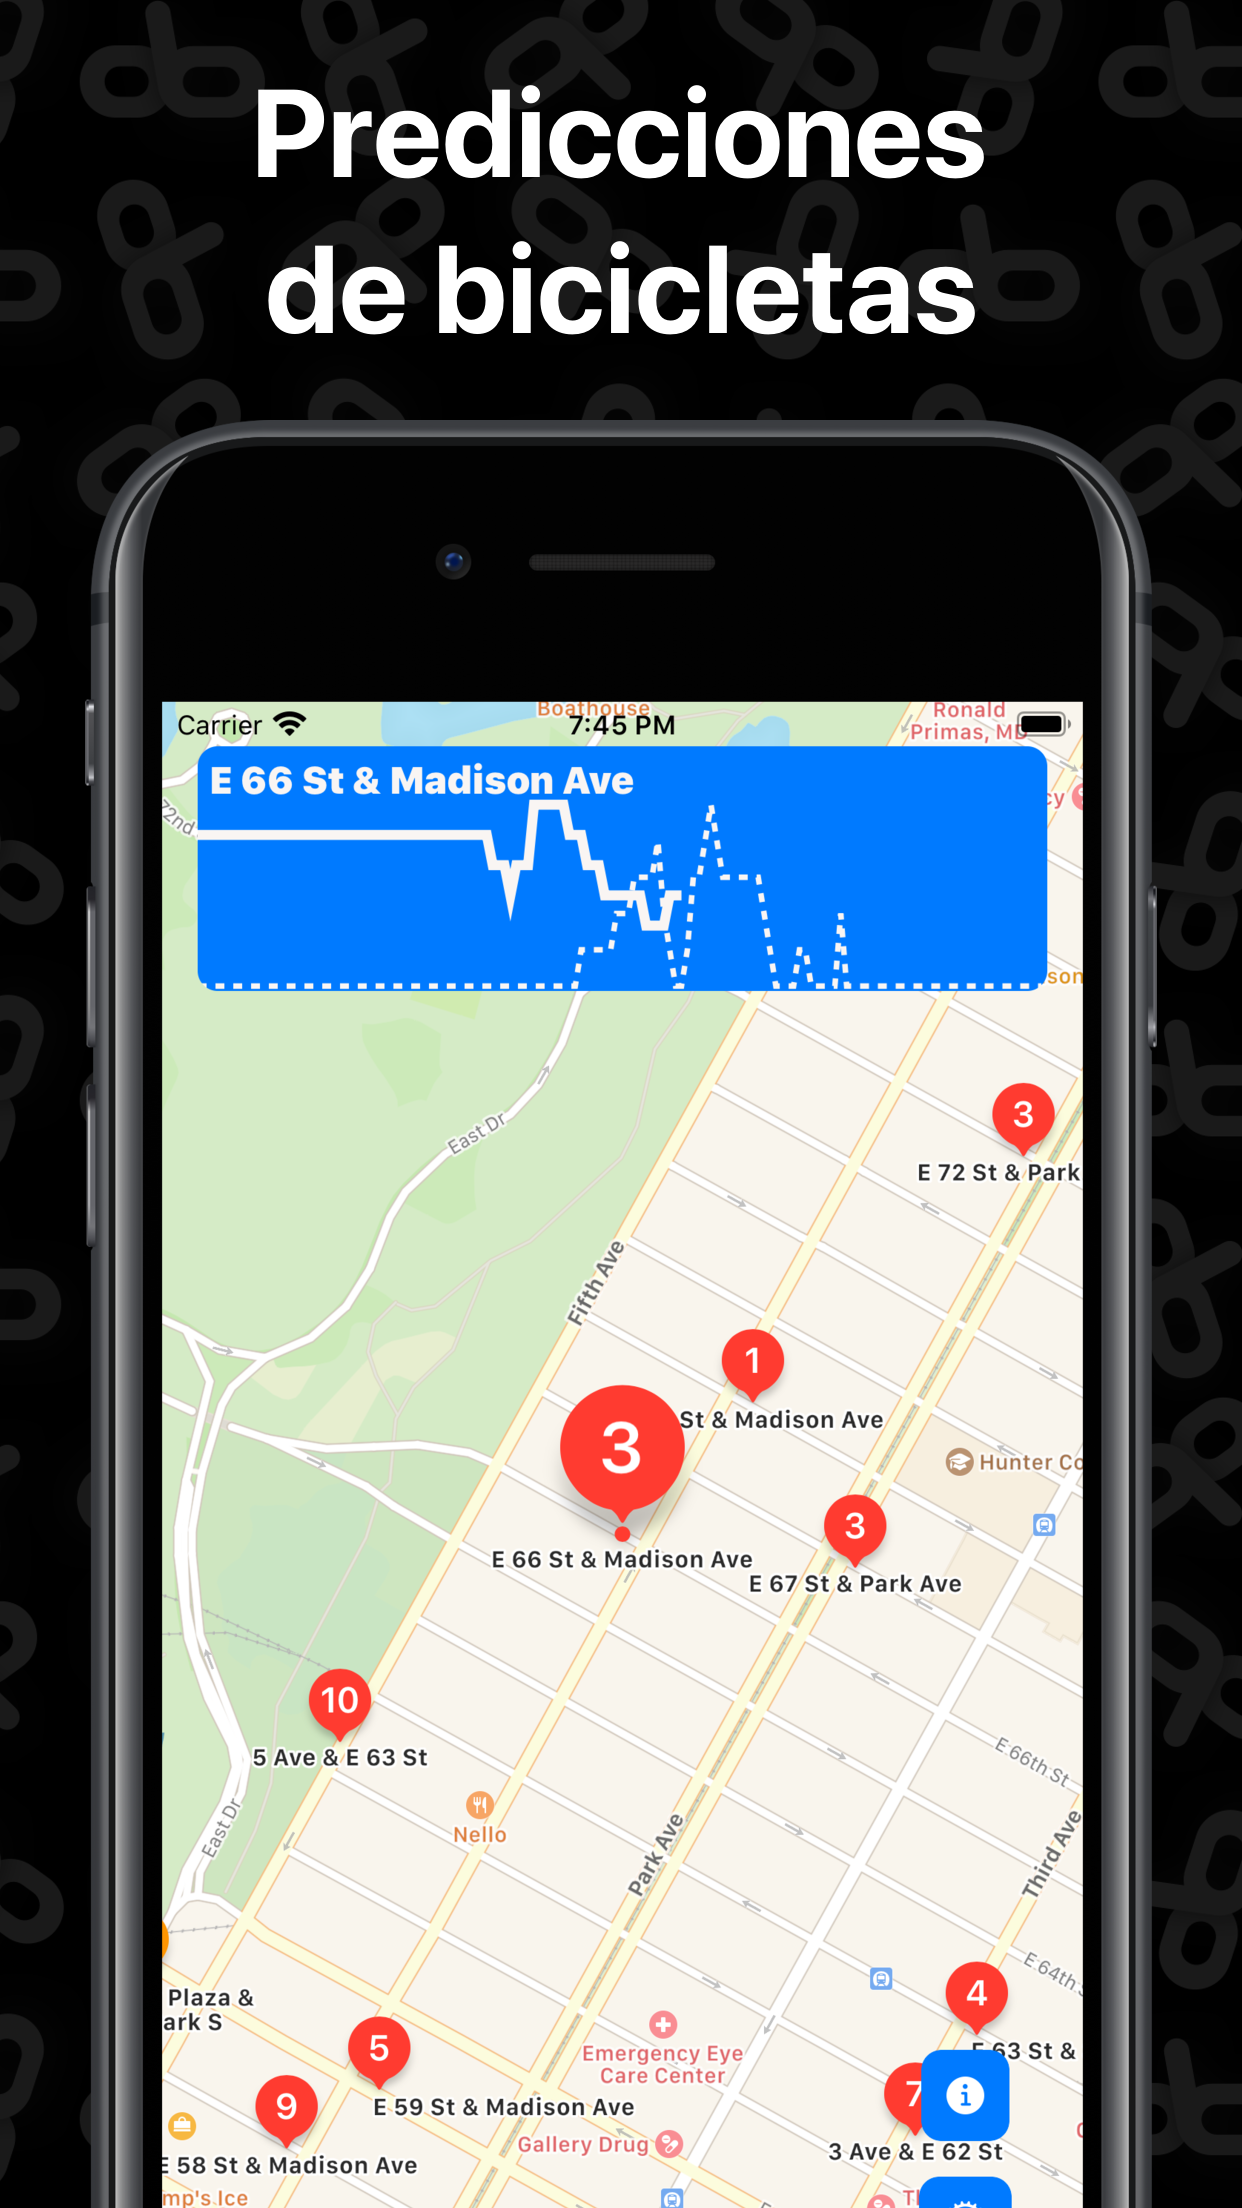 Predicciones
de bicicletas
Carrier
7:45 PM
Boathouse
Ronald
Primas, MD
72nd
E 66 St & Madison Ave
3
E 72 St & Park
East Dr
Fifth Ave
1
St & Madison Ave
3
Hunter Co
E 66 St & Madison Ave
3
E 67 St & Park Ave
10
5 Ave & E 63 St
E 66th St
Nello
East Dr
Park Ave
Third Ave
E 64th
4
Plaza &
ark S
5
Emergency Eye
Care Center
E 63 St &
7
9
E 59 St & Madison Ave
Gallery Drug
3 Ave & E 62 St
E 58 St & Madison Ave
mp's Ice